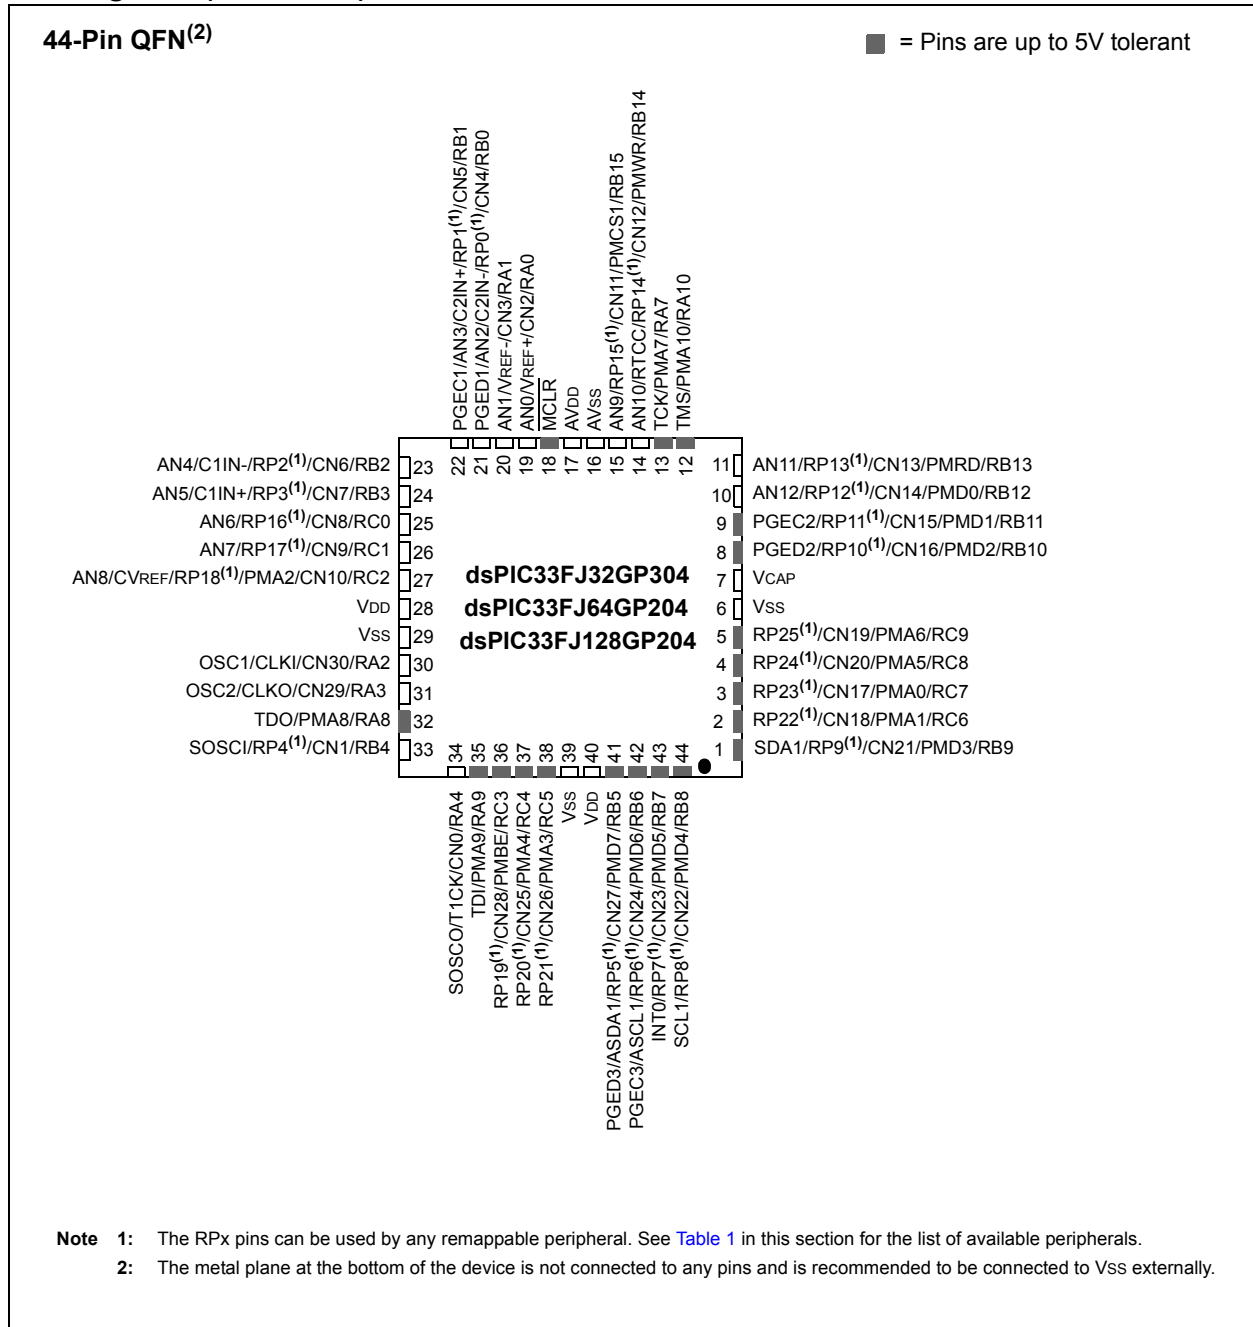 44-Pin QFN(2)
= Pins are up to 5V tolerant
PGEC1/AN3/C2IN+/RP1(1)/CN5/RB1
PGED1/AN2/C2IN-/RP0(1)/CN4/RB0
AN1/VREF-/CN3/RA1
AN0/VREF+/CN2/RA0
MCLR
AVDD
AVSS
AN9/RP15(1)/CN11/PMCS1/RB15
AN10/RTCC/RP14(1)/CN12/PMWR/RB14
TCK/PMA7/RA7
TMS/PMA10/RA10
22 21 20 19 18 17 16 15 14 13 12
AN4/C1IN-/RP2(1)/CN6/RB2 23
AN5/C1IN+/RP3(1)/CN7/RB3 24
AN6/RP16(1)/CN8/RC0 25
AN7/RP17(1)/CN9/RC1 26
AN8/CVREF/RP18(1)/PMA2/CN10/RC2 27
VDD 28
VSS 29
OSC1/CLKI/CN30/RA2 30
OSC2/CLKO/CN29/RA3 31
TDO/PMA8/RA8 32
SOSCI/RP4(1)/CN1/RB4 33
dsPIC33FJ32GP304
dsPIC33FJ64GP204
dsPIC33FJ128GP204
11 AN11/RP13(1)/CN13/PMRD/RB13
10 AN12/RP12(1)/CN14/PMD0/RB12
9 PGEC2/RP11(1)/CN15/PMD1/RB11
8 PGED2/RP10(1)/CN16/PMD2/RB10
7 VCAP
6 VSS
5 RP25(1)/CN19/PMA6/RC9
4 RP24(1)/CN20/PMA5/RC8
3 RP23(1)/CN17/PMA0/RC7
2 RP22(1)/CN18/PMA1/RC6
1 SDA1/RP9(1)/CN21/PMD3/RB9
34 35 36 37 38 39 40 41 42 43 44
SOSCO/T1CK/CN0/RA4
TDI/PMA9/RA9
RP19(1)/CN28/PMBE/RC3
RP20(1)/CN25/PMA4/RC4
RP21(1)/CN26/PMA3/RC5
VSS
VDD
PGED3/ASDA1/RP5(1)/CN27/PMD7/RB5
PGEC3/ASCL1/RP6(1)/CN24/PMD6/RB6
INT0/RP7(1)/CN23/PMD5/RB7
SCL1/RP8(1)/CN22/PMD4/RB8
Note 1: The RPx pins can be used by any remappable peripheral. See Table 1 in this section for the list of available peripherals.
2: The metal plane at the bottom of the device is not connected to any pins and is recommended to be connected to VSS externally.